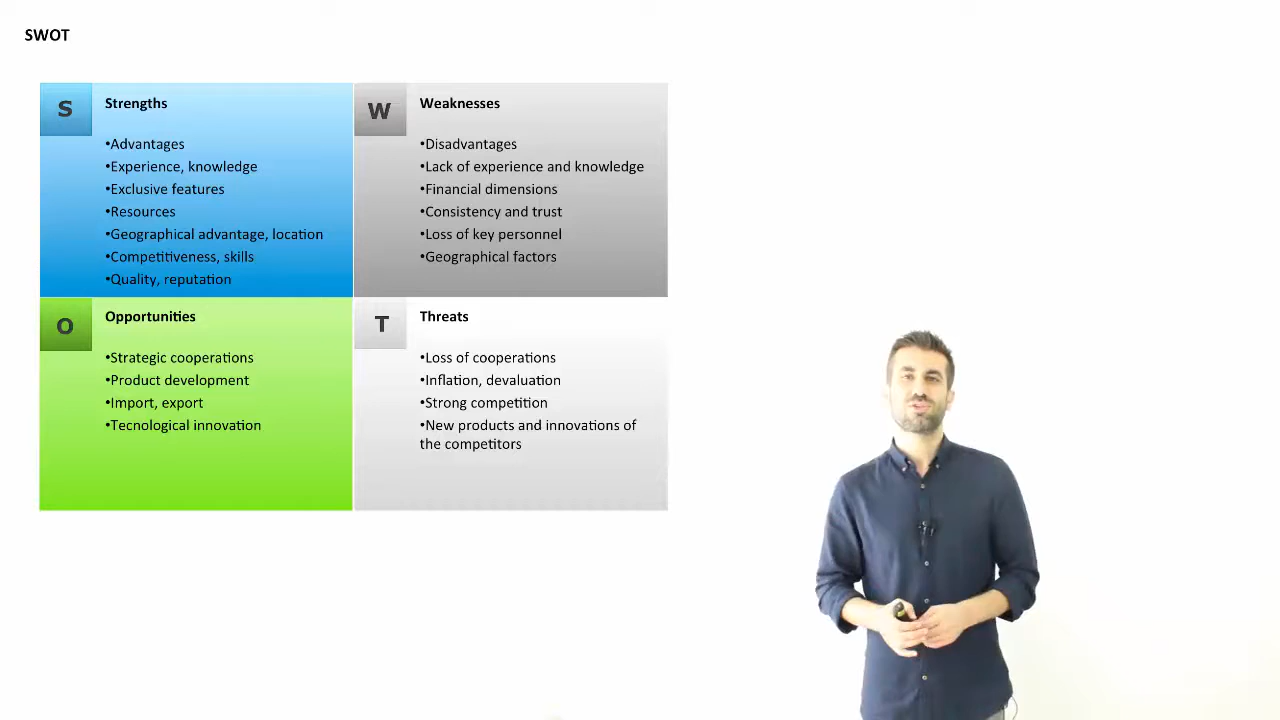 SWOT
S
Strengths
•Advantages
•Experience, knowledge
•Exclusive features
•Resources
•Geographical advantage, location
•Competitiveness, skills
•Quality, reputation
W
Weaknesses
•Disadvantages
•Lack of experience and knowledge
•Financial dimensions
•Consistency and trust
•Loss of key personnel
•Geographical factors
O
Opportunities
•Strategic cooperations
•Product development
•Import, export
•Tecnological innovation
T
Threats
•Loss of cooperations
•Inflation, devaluation
•Strong competition
•New products and innovations of
the competitors